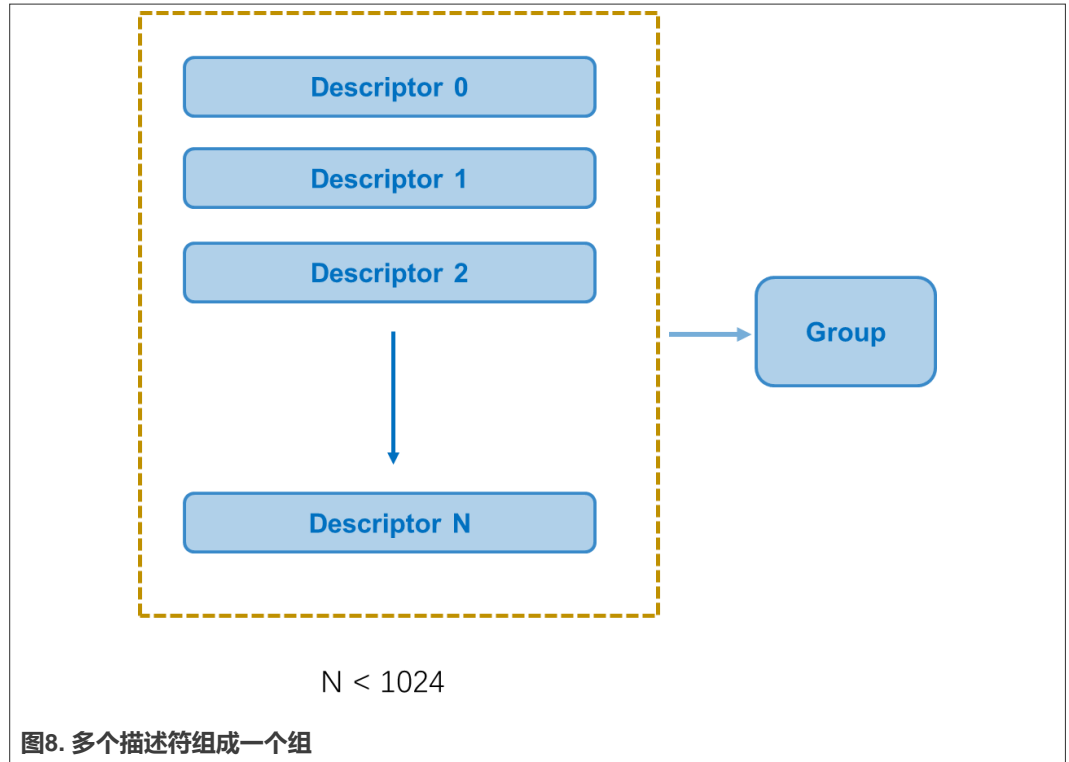 Descriptor 0
Descriptor 1
Descriptor 2
Descriptor N
Group
N < 1024
图8. 多个描述符组成一个组